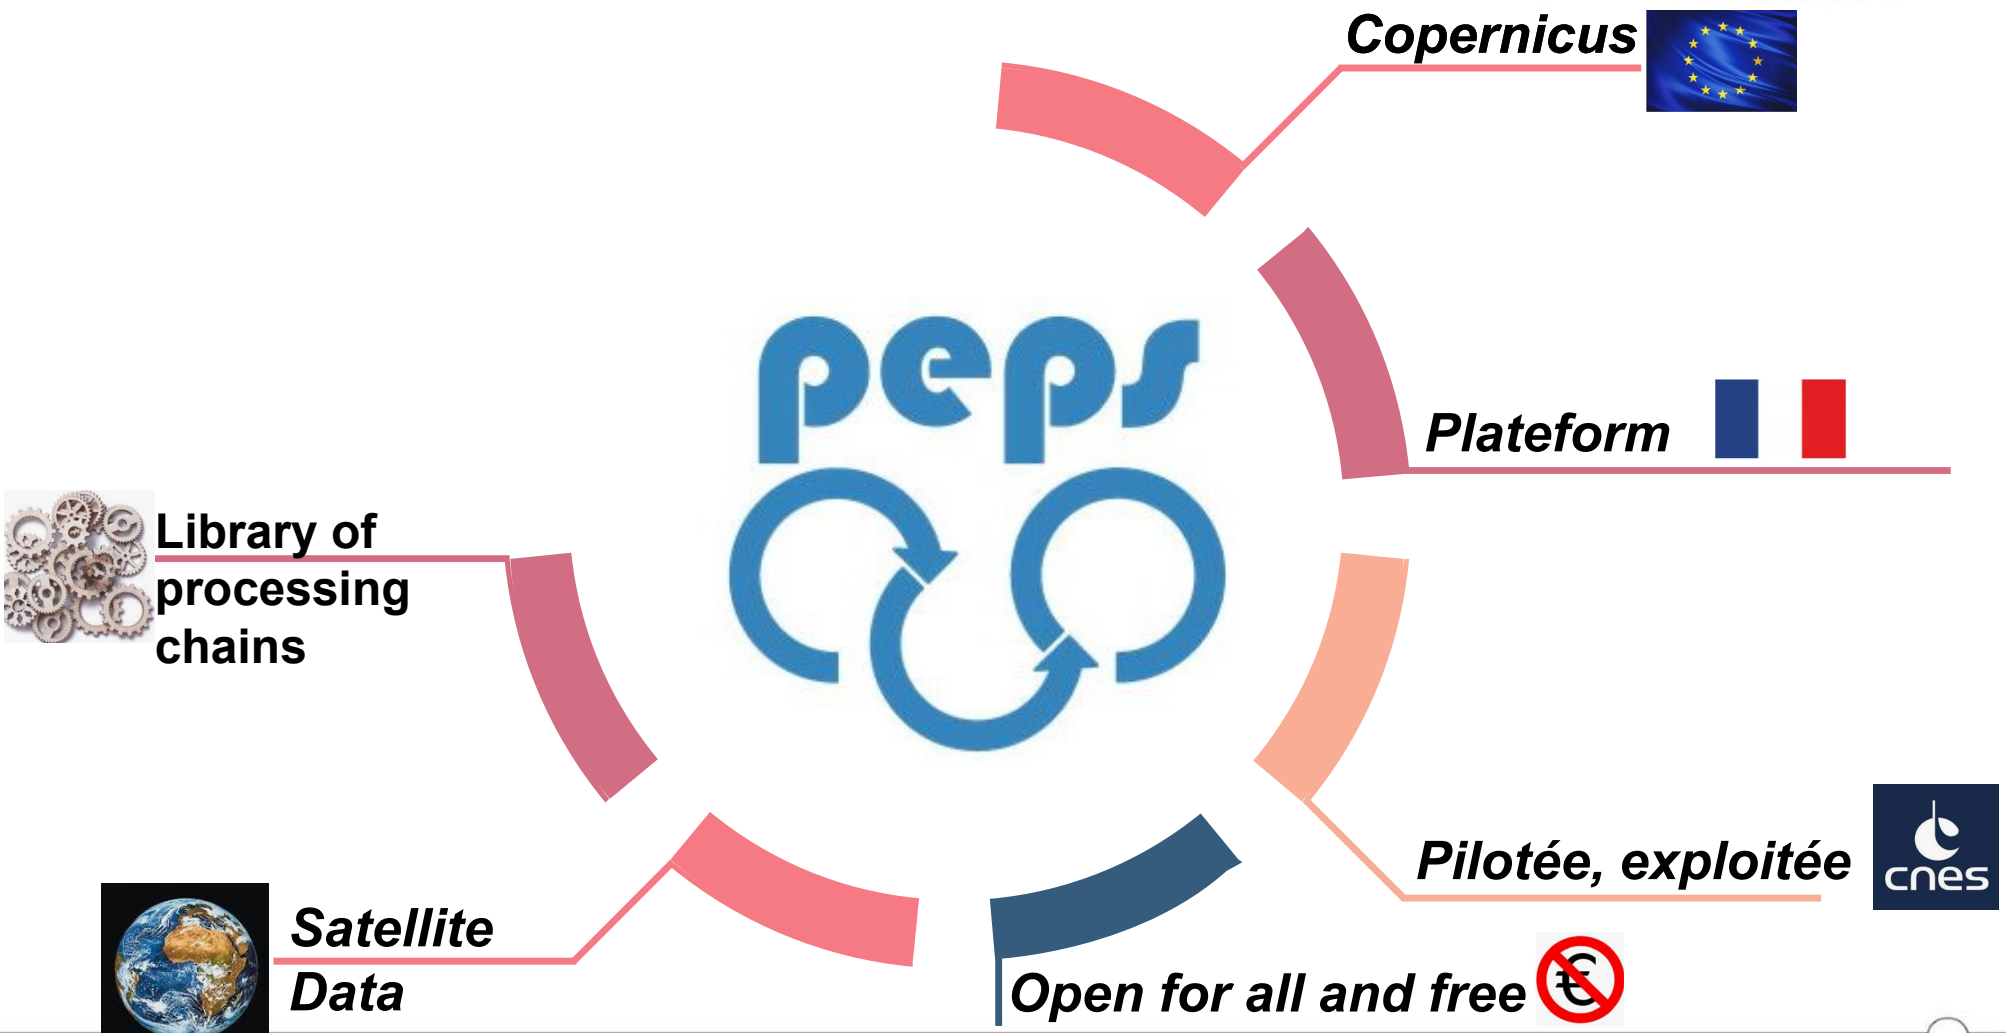 Copernicus
peps
Plateform
Library of
processing
chains
Pilotée, exploitée
cnes
Satellite
Data
Open for all and free
€